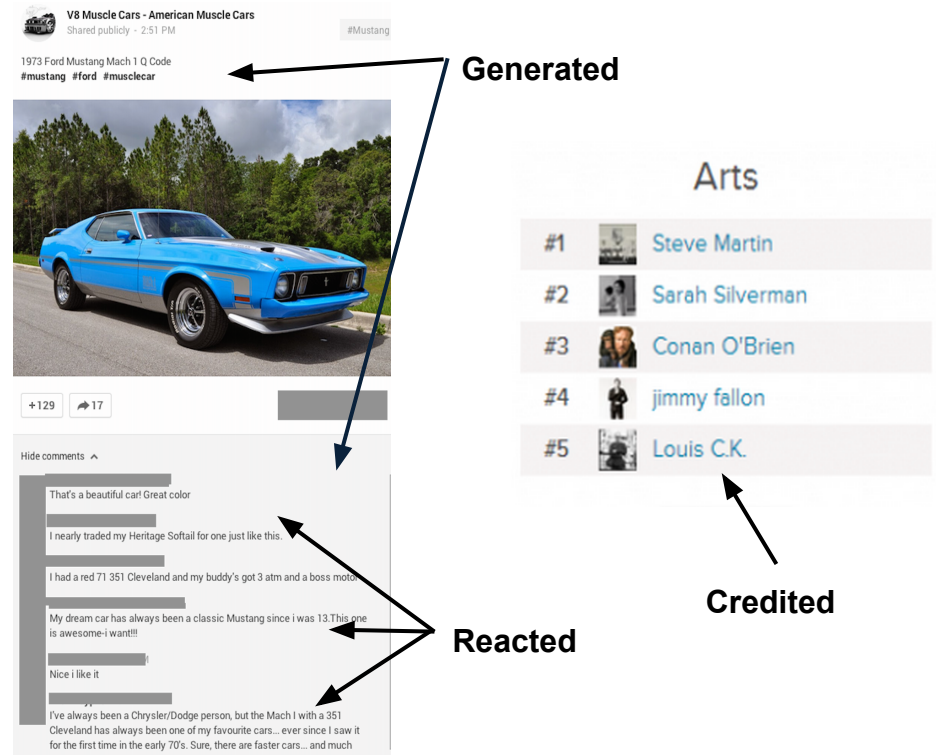 V8 Muscle Cars - American Muscle Cars
Shared publicly - 2:51 PM
#Mustang
1973 Ford Mustang Mach 1 Q Code
#mustang #ford #musclecar
Generated
+129
17
Hide comments
That's a beautiful car! Great color
I nearly traded my Heritage Softail for one just like this.
I had a red 71 351 Cleveland and my buddy's got 3 atm and a boss motor
My dream car has always been a classic Mustang since i was 13.This one
is awesome-i want!!!
Nice i like it
I've always been a Chrysler/Dodge person, but the Mach I with a 351
Cleveland has always been one of my favourite cars... ever since I saw it
for the first time in the early 70's. Sure, there are faster cars... and much
Reacted
Arts
#1 Steve Martin
#2 Sarah Silverman
#3 Conan O'Brien
#4 jimmy fallon
#5 Louis C.K.
Credited